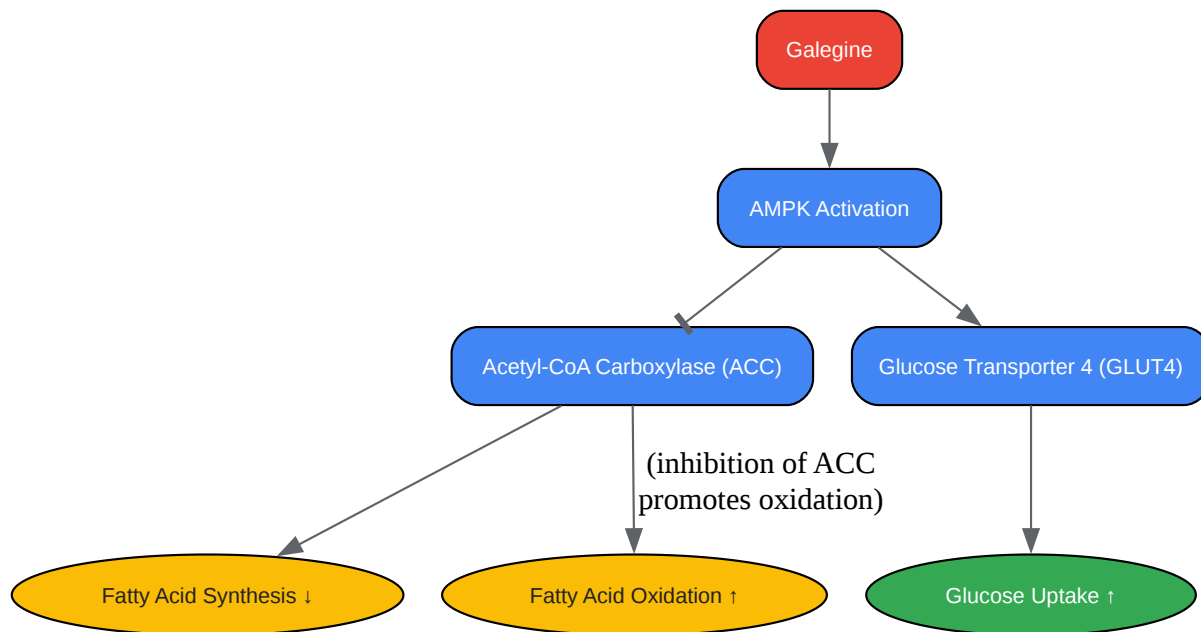 Galegine
AMPK Activation
Acetyl-CoA Carboxylase (ACC)
Glucose Transporter 4 (GLUT4)
(inhibition of ACC
promotes oxidation)
Fatty Acid Synthesis ↓
Fatty Acid Oxidation ↑
Glucose Uptake ↑